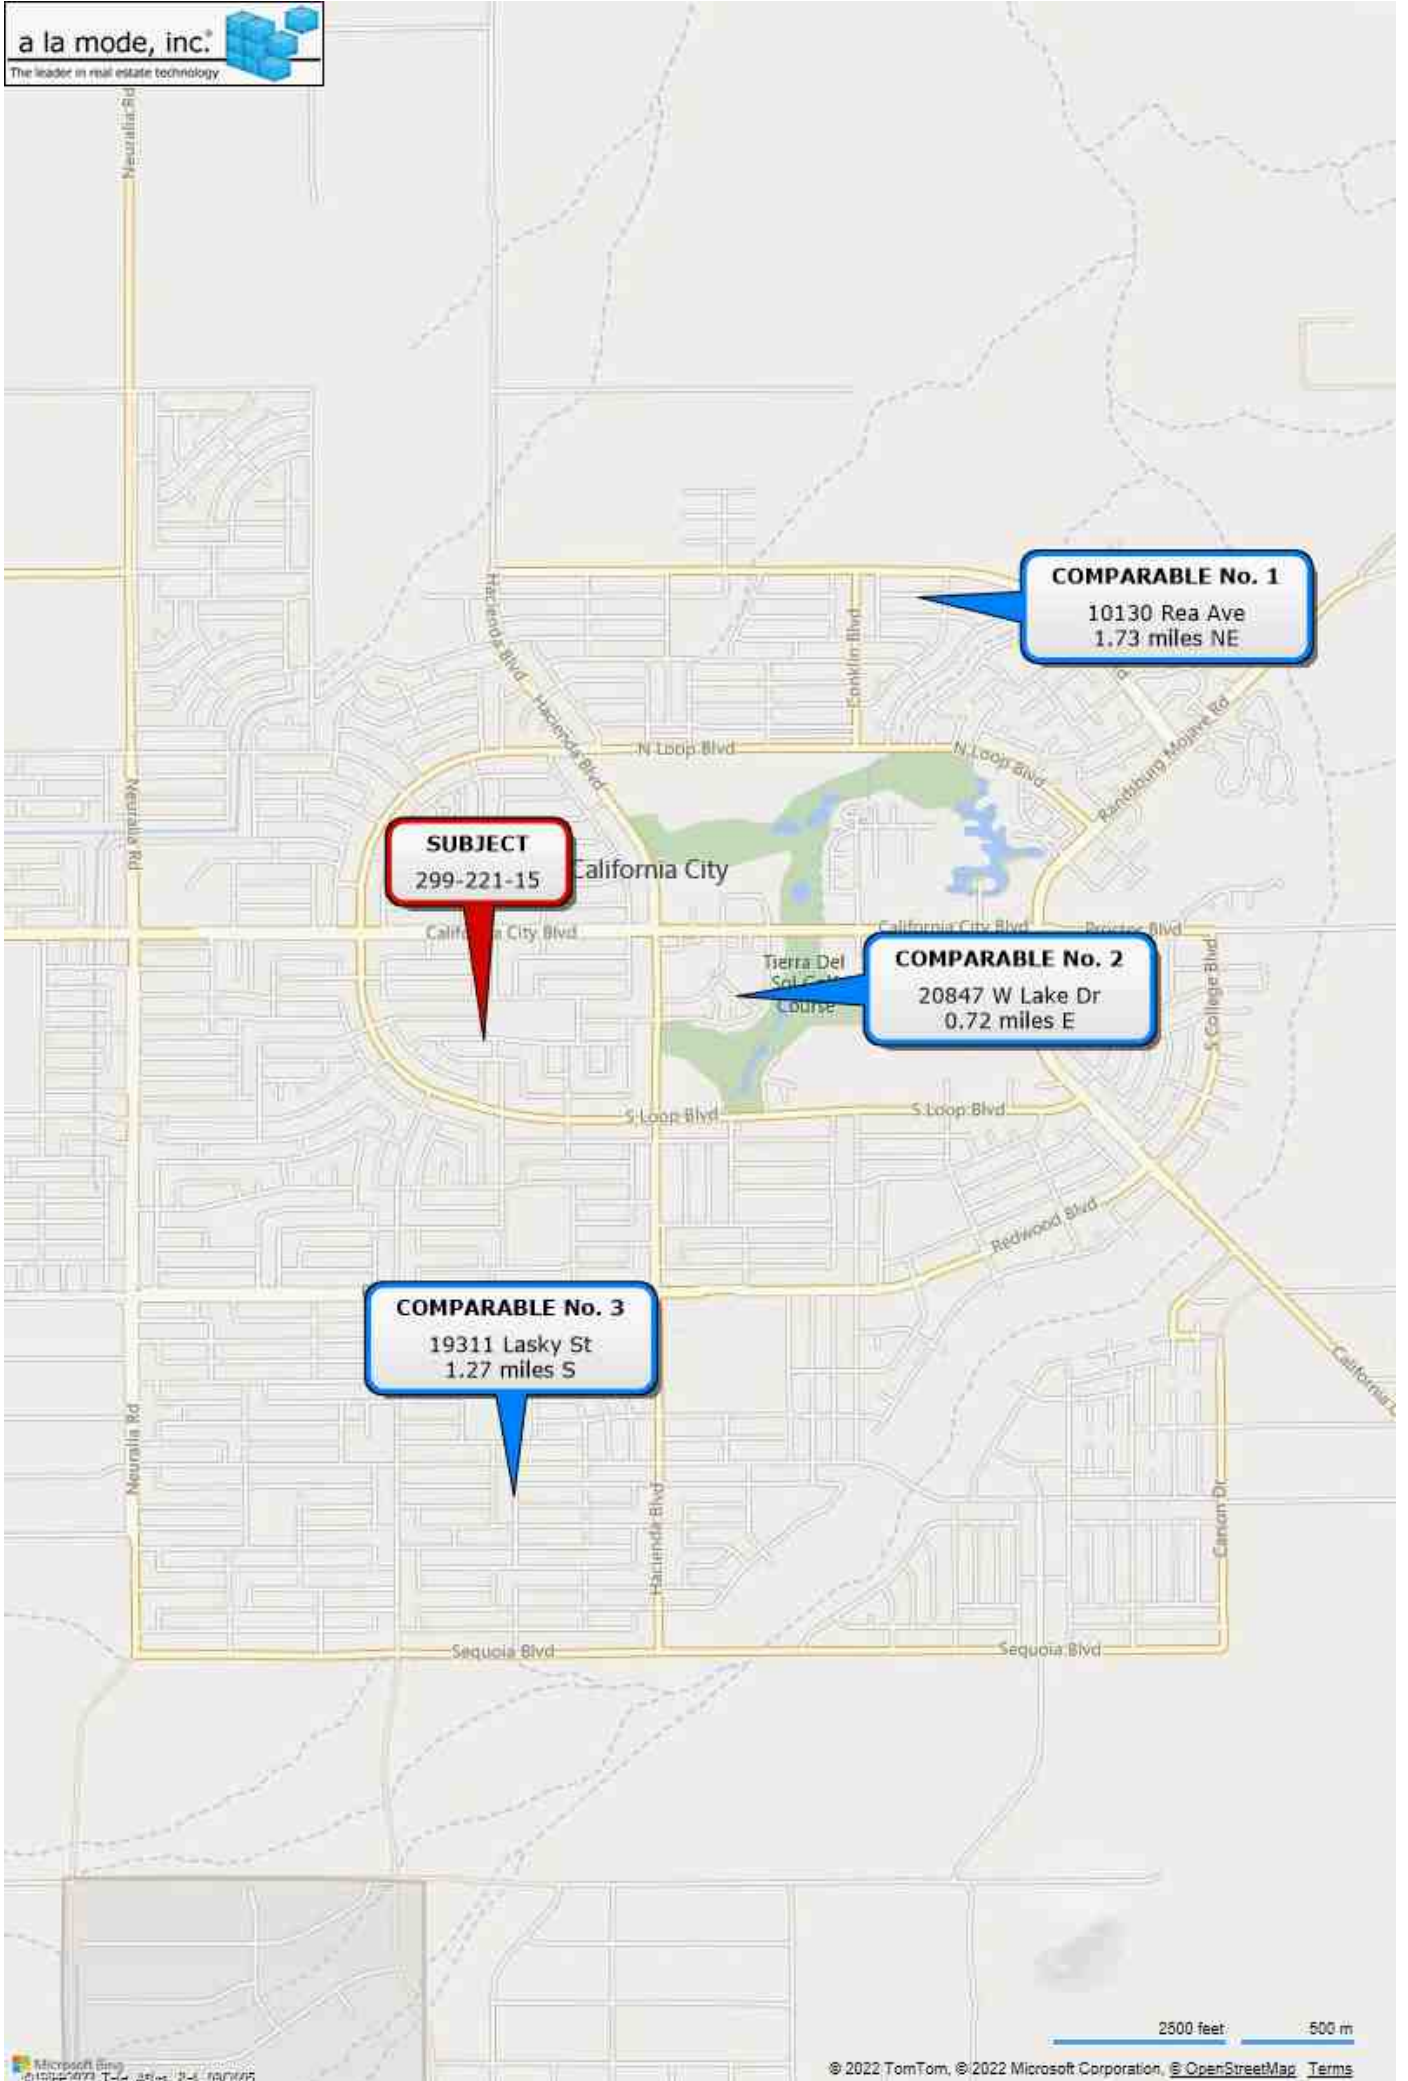 a la mode, inc.®
The leader in real estate technology
Neuralia Rd
COMPARABLE No. 1
10130 Rea Ave
1.73 miles NE
Hacienda Blvd
Conklin Blvd
Hacienda Blvd
N Loop Blvd
N Loop Blvd
Randsburg Mojave Rd
Neuralia Rd
SUBJECT
299-221-15
California City
California City Blvd
Proctor Blvd
COMPARABLE No. 2
20847 W Lake Dr
0.72 miles E
Tierra Del
Sol Golf
Course
S College Blvd
S Loop Blvd
S Loop Blvd
Redwood Blvd
COMPARABLE No. 3
19311 Lasky St
1.27 miles S
California
Neuralia Rd
Hacienda Blvd
Carson Dr
Sequoia Blvd
Sequoia Blvd
2500 feet
500 m
Microsoft Bing
© 2022 TomTom, © 2022 Microsoft Corporation, © OpenStreetMap Terms